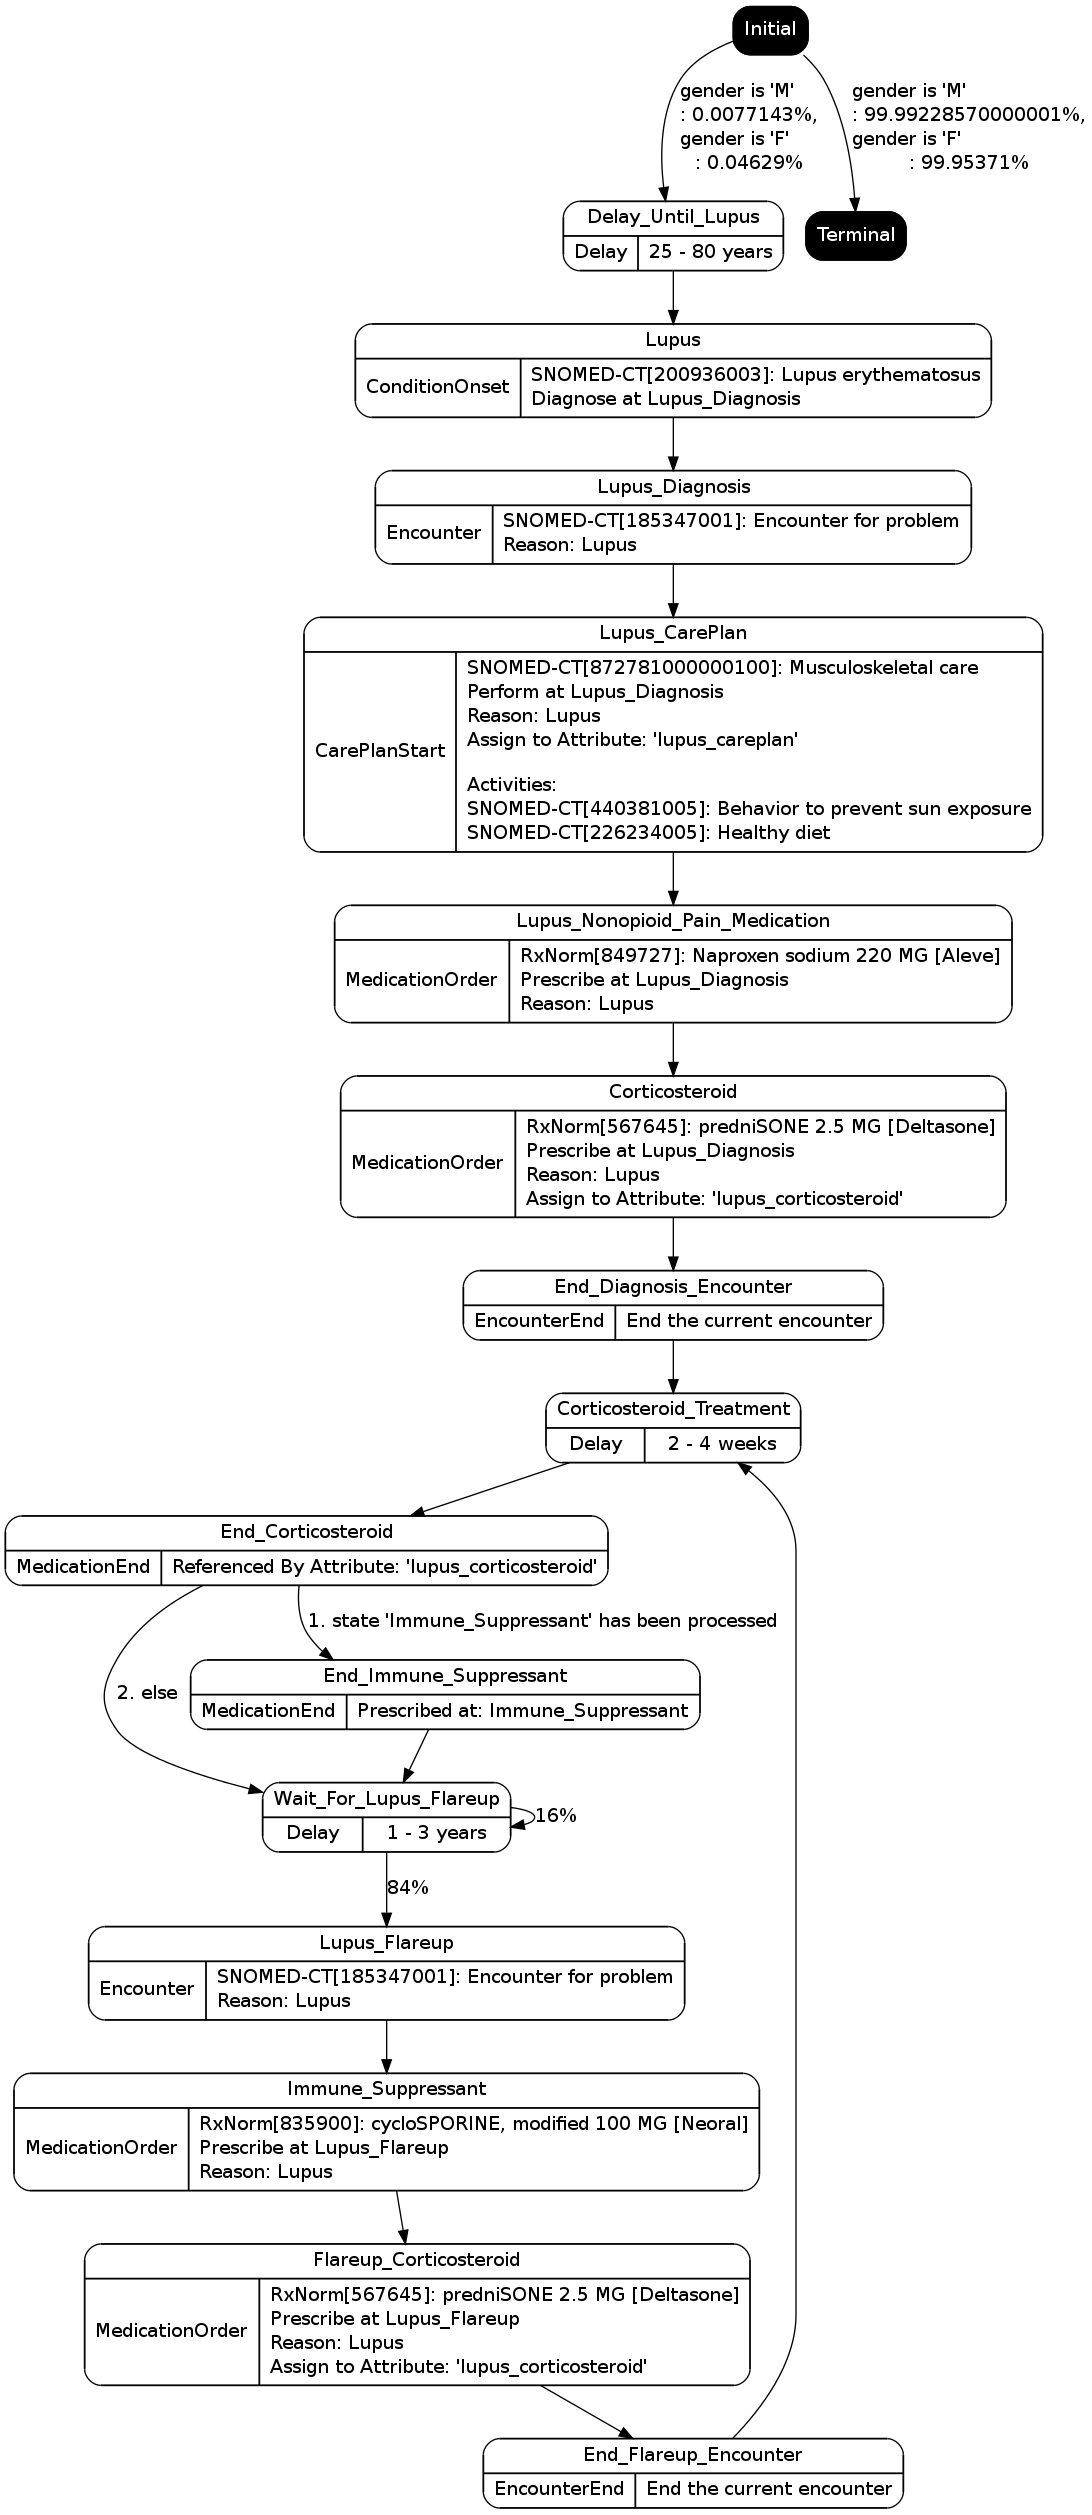 Initial
gender is 'M'
: 0.0077143%,
gender is 'F'
: 0.04629%
gender is 'M'
: 99.99228570000001%,
gender is 'F'
: 99.95371%
Delay_Until_Lupus
Delay
25 - 80 years
Terminal
Lupus
ConditionOnset
SNOMED-CT[200936003]: Lupus erythematosus
Diagnose at Lupus_Diagnosis
Lupus_Diagnosis
Encounter
SNOMED-CT[185347001]: Encounter for problem
Reason: Lupus
Lupus_CarePlan
CarePlanStart
SNOMED-CT[872781000000100]: Musculoskeletal care
Perform at Lupus_Diagnosis
Reason: Lupus
Assign to Attribute: 'lupus_careplan'
Activities:
SNOMED-CT[440381005]: Behavior to prevent sun exposure
SNOMED-CT[226234005]: Healthy diet
Lupus_Nonopioid_Pain_Medication
MedicationOrder
RxNorm[849727]: Naproxen sodium 220 MG [Aleve]
Prescribe at Lupus_Diagnosis
Reason: Lupus
Corticosteroid
MedicationOrder
RxNorm[567645]: predniSONE 2.5 MG [Deltasone]
Prescribe at Lupus_Diagnosis
Reason: Lupus
Assign to Attribute: 'lupus_corticosteroid'
End_Diagnosis_Encounter
EncounterEnd
End the current encounter
Corticosteroid_Treatment
Delay
2 - 4 weeks
End_Corticosteroid
MedicationEnd
Referenced By Attribute: 'lupus_corticosteroid'
1. state 'Immune_Suppressant' has been processed
2. else
End_Immune_Suppressant
MedicationEnd
Prescribed at: Immune_Suppressant
Wait_For_Lupus_Flareup
Delay
1 - 3 years
16%
84%
Lupus_Flareup
Encounter
SNOMED-CT[185347001]: Encounter for problem
Reason: Lupus
Immune_Suppressant
MedicationOrder
RxNorm[835900]: cycloSPORINE, modified 100 MG [Neoral]
Prescribe at Lupus_Flareup
Reason: Lupus
Flareup_Corticosteroid
MedicationOrder
RxNorm[567645]: predniSONE 2.5 MG [Deltasone]
Prescribe at Lupus_Flareup
Reason: Lupus
Assign to Attribute: 'lupus_corticosteroid'
End_Flareup_Encounter
EncounterEnd
End the current encounter